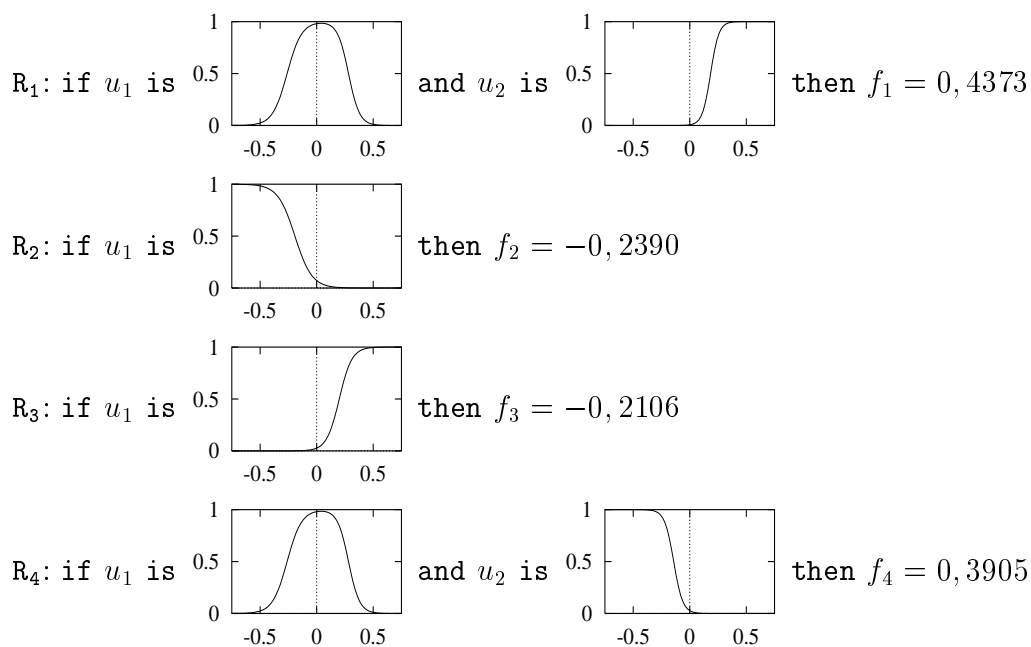 R₁: if u₁ is 1 0.5 0 -0.5 0 0.5 and u₂ is 1 0.5 0 -0.5 0 0.5 then f₁ = 0, 4373
R₂: if u₁ is 1 0.5 0 -0.5 0 0.5 then f₂ = −0, 2390
R₃: if u₁ is 1 0.5 0 -0.5 0 0.5 then f₃ = −0, 2106
R₄: if u₁ is 1 0.5 0 -0.5 0 0.5 and u₂ is 1 0.5 0 -0.5 0 0.5 then f₄ = 0, 3905